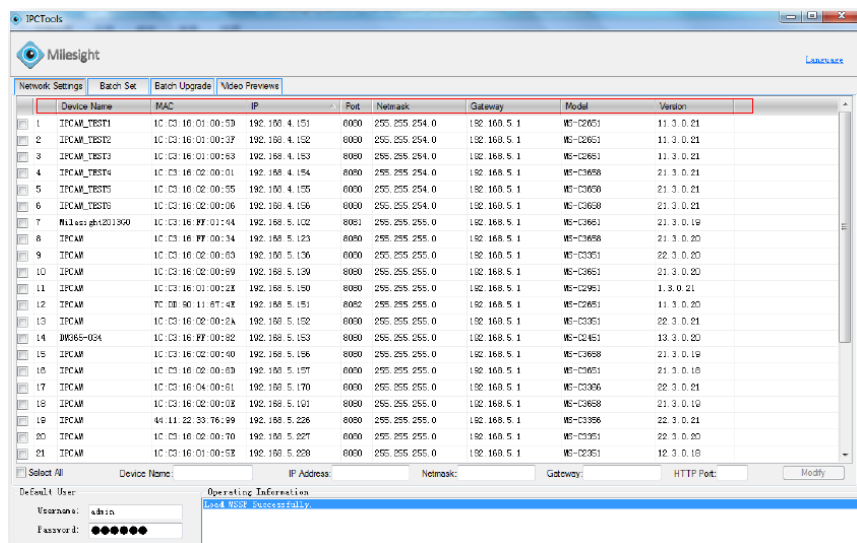 IPCTools
Milesight
Language
Network Settings Batch Set Batch Upgrade Video Previews
Device Name MAC IP Port Netmask Gateway Model Version
1 IPCAM_TEST1 1C:C3:16:01:00:5D 192.168.4.151 8080 255.255.254.0 192.168.5.1 MS-C2651 11.3.0.21
2 IPCAM_TEST2 1C:C3:16:01:00:3F 192.168.4.152 8080 255.255.254.0 192.168.5.1 MS-C2651 11.3.0.21
3 IPCAM_TEST3 1C:C3:16:01:00:63 192.168.4.153 8080 255.255.254.0 192.168.5.1 MS-C2651 11.3.0.21
4 IPCAM_TEST4 1C:C3:16:02:00:01 192.168.4.154 8080 255.255.254.0 192.168.5.1 MS-C3658 21.3.0.21
5 IPCAM_TEST5 1C:C3:16:02:00:55 192.168.4.155 8080 255.255.254.0 192.168.5.1 MS-C3658 21.3.0.21
6 IPCAM_TEST6 1C:C3:16:02:00:06 192.168.4.156 8080 255.255.254.0 192.168.5.1 MS-C3658 21.3.0.21
7 Milesight2013GO 1C:C3:16:FF:01:44 192.168.5.102 8081 255.255.255.0 192.168.5.1 MS-C3651 21.3.0.19
8 IPCAM 1C:C3:16:FF:00:34 192.168.5.123 8080 255.255.255.0 192.168.5.1 MS-C3658 21.3.0.20
9 IPCAM 1C:C3:16:02:00:63 192.168.5.136 8080 255.255.255.0 192.168.5.1 MS-C3351 22.3.0.20
10 IPCAM 1C:C3:16:02:00:69 192.168.5.139 8080 255.255.255.0 192.168.5.1 MS-C3651 21.3.0.20
11 IPCAM 1C:C3:16:01:00:2E 192.168.5.150 8080 255.255.255.0 192.168.5.1 MS-C2951 1.3.0.21
12 IPCAM 7C:DD:90:11:67:4E 192.168.5.151 8082 255.255.255.0 192.168.5.1 MS-C2651 11.3.0.20
13 IPCAM 1C:C3:16:02:00:2A 192.168.5.152 8080 255.255.255.0 192.168.5.1 MS-C3351 22.3.0.21
14 DW365-034 1C:C3:16:FF:00:82 192.168.5.153 8080 255.255.255.0 192.168.5.1 MS-C2451 13.3.0.20
15 IPCAM 1C:C3:16:02:00:40 192.168.5.156 8080 255.255.255.0 192.168.5.1 MS-C3658 21.3.0.19
16 IPCAM 1C:C3:16:02:00:6D 192.168.5.157 8080 255.255.255.0 192.168.5.1 MS-C3651 21.3.0.18
17 IPCAM 1C:C3:16:04:00:61 192.168.5.170 8080 255.255.255.0 192.168.5.1 MS-C3366 22.3.0.21
18 IPCAM 1C:C3:16:02:00:0E 192.168.5.191 8080 255.255.255.0 192.168.5.1 MS-C3658 21.3.0.19
19 IPCAM 44:11:22:33:76:99 192.168.5.226 8080 255.255.255.0 192.168.5.1 MS-C3356 22.3.0.21
20 IPCAM 1C:C3:16:02:00:70 192.168.5.227 8080 255.255.255.0 192.168.5.1 MS-C3351 22.3.0.20
21 IPCAM 1C:C3:16:01:00:5E 192.168.5.228 8080 255.255.255.0 192.168.5.1 MS-C2351 12.3.0.18
Select All Device Name: IP Address: Netmask: Gateway: HTTP Port: Modify
Default User Operating Information
Username: admin Load MSSP Successfully.
Password: